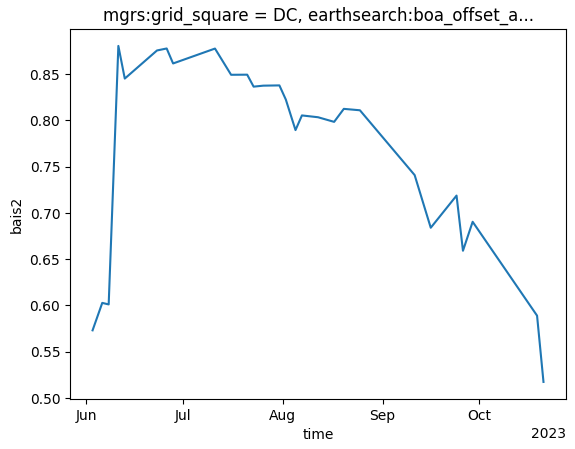 mgrs:grid_square = DC, earthsearch:boa_offset_a...
0.85
0.80
0.75
0.70
0.65
0.60
0.55
0.50
bais2
Jun Jul Aug Sep Oct
time
2023